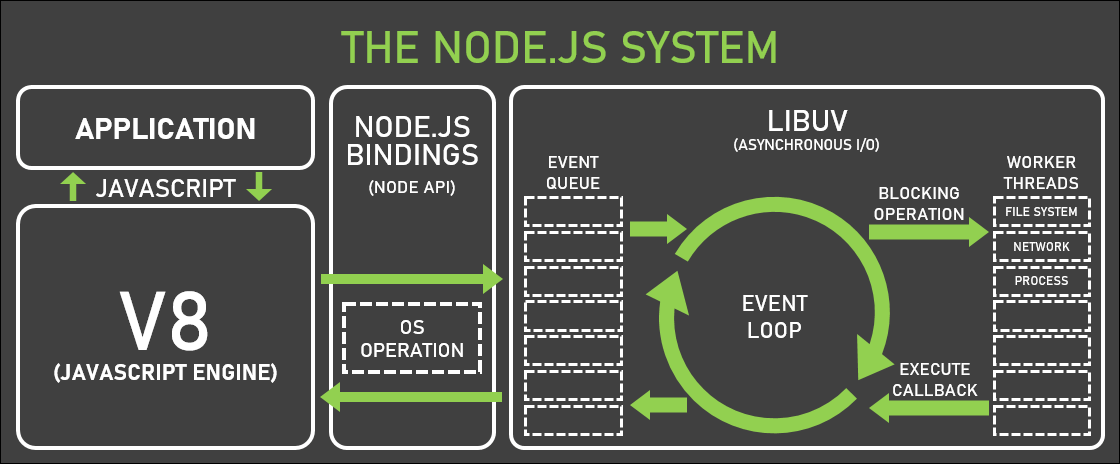 THE NODE.JS SYSTEM
APPLICATION
JAVASCRIPT
V8
(JAVASCRIPT ENGINE)
NODE.JS
BINDINGS
(NODE API)
OS
OPERATION
LIBUV
(ASYNCHRONOUS I/O)
EVENT
QUEUE
EVENT
LOOP
BLOCKING
OPERATION
EXECUTE
CALLBACK
WORKER
THREADS
FILE SYSTEM
NETWORK
PROCESS